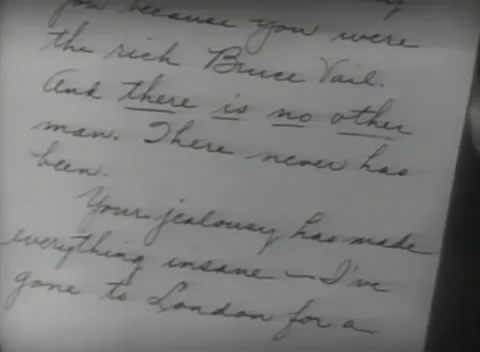 you because you were
the rich Bruce Vail.
And there is no other
man. There never has
been.
Your jealousy has made
everything insane — I've
gone to London for a